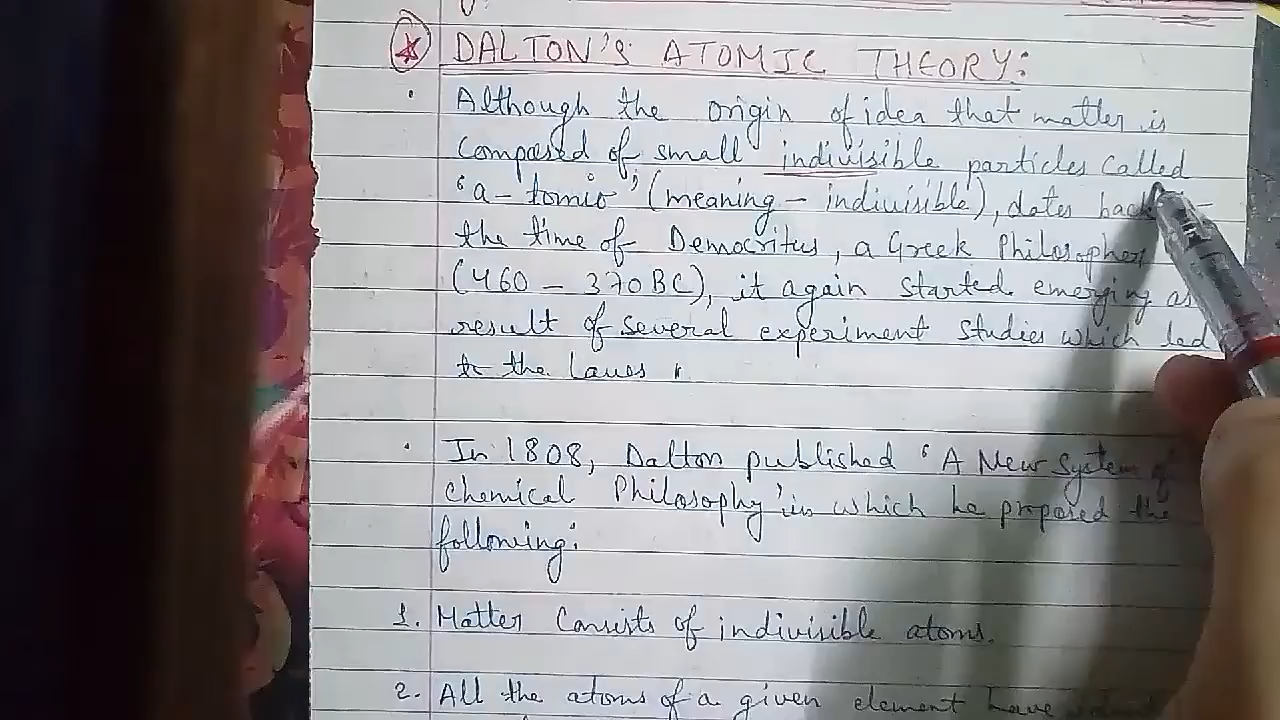 DALTON'S ATOMIC THEORY:
Although the origin of idea that matter is
composed of small indivisible particles called
'a-tomio' (meaning - indivisible), dates back
the time of Democritus, a Greek Philosopher
(460 - 370 BC), it again started emerging as
result of several experiment studies which led
to the Laws
In 1808, Dalton published 'A New System of
Chemical Philosophy' in which he proposed the
following:
1. Matter Consists of indivisible atoms.
2. All the atoms of a given element have